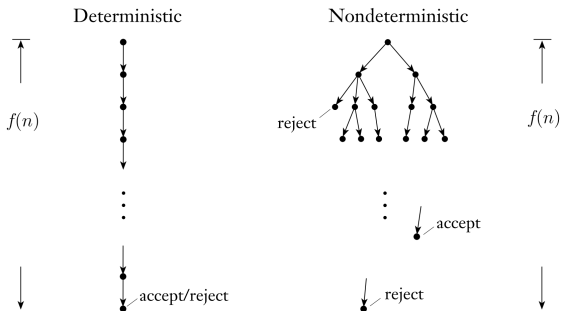 Deterministic
Nondeterministic
f(n)
f(n)
reject
accept
accept/reject
reject